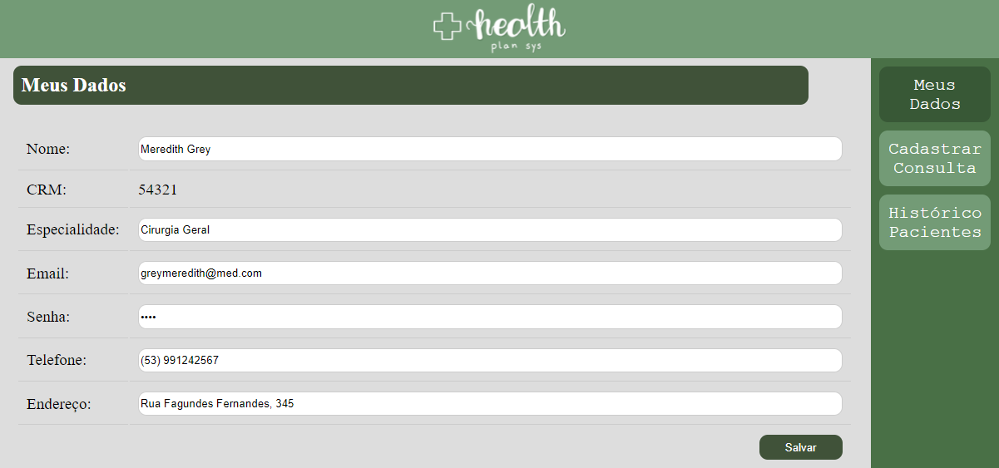 health
plan sys
Meus Dados
Nome: Meredith Grey
CRM: 54321
Especialidade: Cirurgia Geral
Email: greymeredith@med.com
Senha: ••••
Telefone: (53) 991242567
Endereço: Rua Fagundes Fernandes, 345
Salvar
Meus
Dados
Cadastrar
Consulta
Histórico
Pacientes